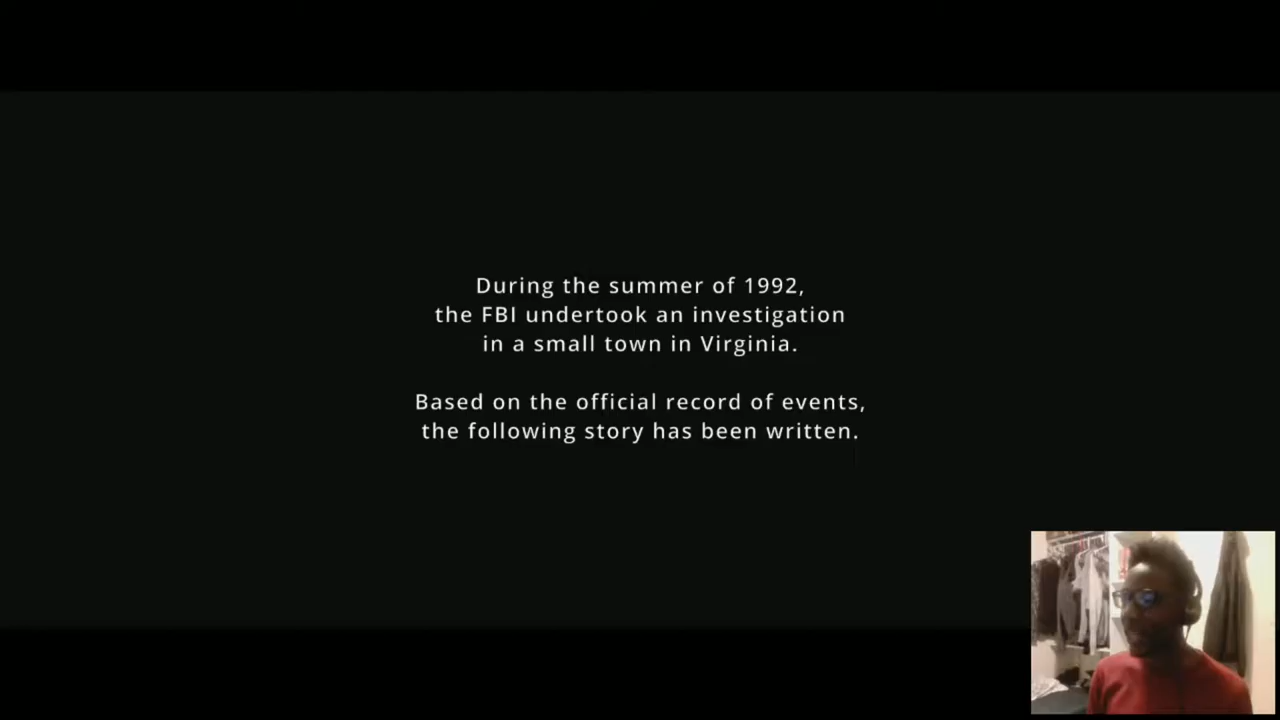 During the summer of 1992,
the FBI undertook an investigation
in a small town in Virginia.
Based on the official record of events,
the following story has been written.